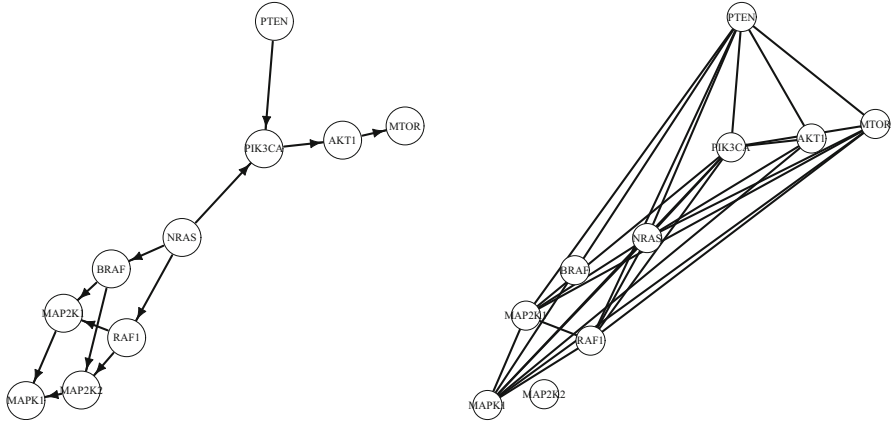 PTEN
MTOR
AKT1
PIK3CA
NRAS
BRAF
MAP2K1
RAF1
MAP2K2
MAPK1
PTEN
MTOR
AKT1
PIK3CA
NRAS
BRAF
MAP2K1
RAF1
MAP2K2
MAPK1